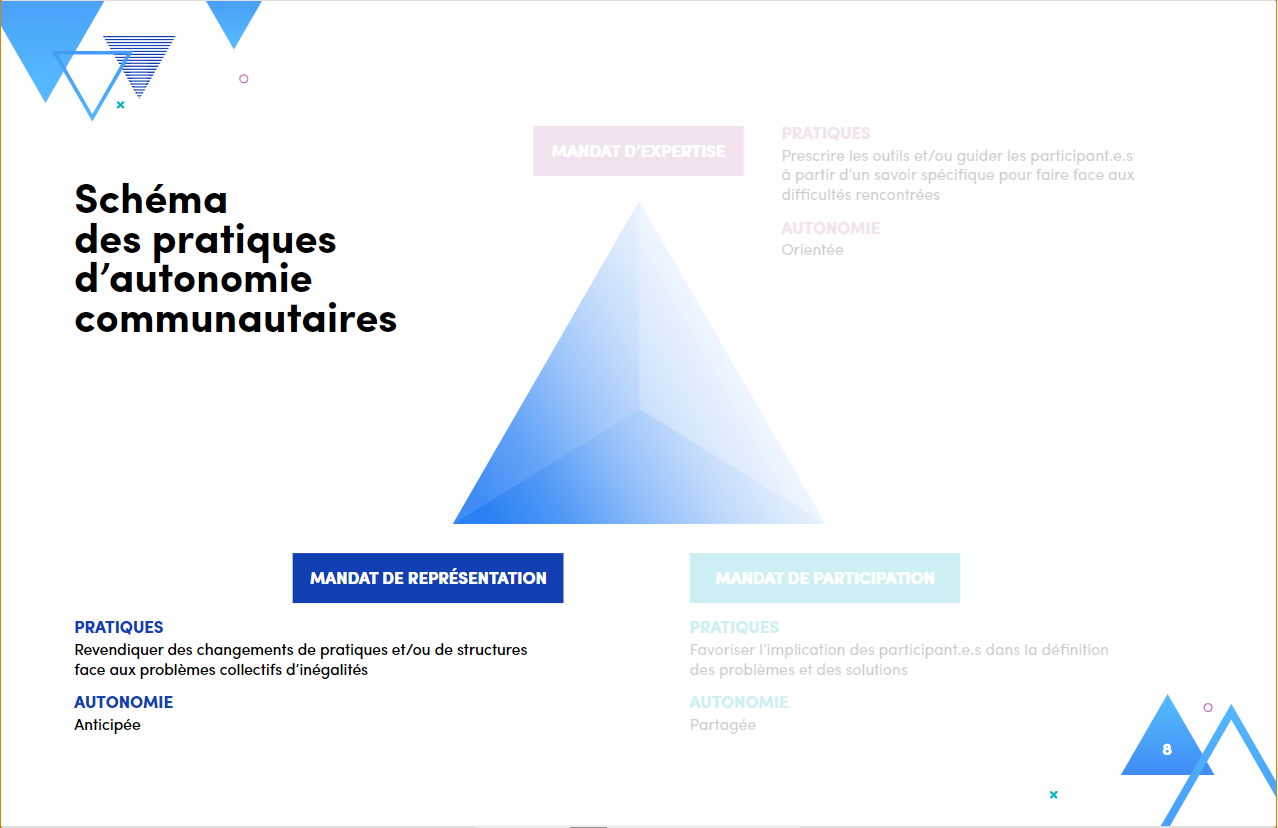 Schéma
des pratiques
d’autonomie
communautaires
MANDAT D’EXPERTISE
PRATIQUES
Prescrire les outils et/ou guider les participant.e.s
à partir d’un savoir spécifique pour faire face aux
difficultés rencontrées
AUTONOMIE
Orientée
MANDAT DE REPRÉSENTATION
PRATIQUES
Revendiquer des changements de pratiques et/ou de structures
face aux problèmes collectifs d’inégalités
AUTONOMIE
Anticipée
MANDAT DE PARTICIPATION
PRATIQUES
Favoriser l’implication des participant.e.s dans la définition
des problèmes et des solutions
AUTONOMIE
Partagée
8